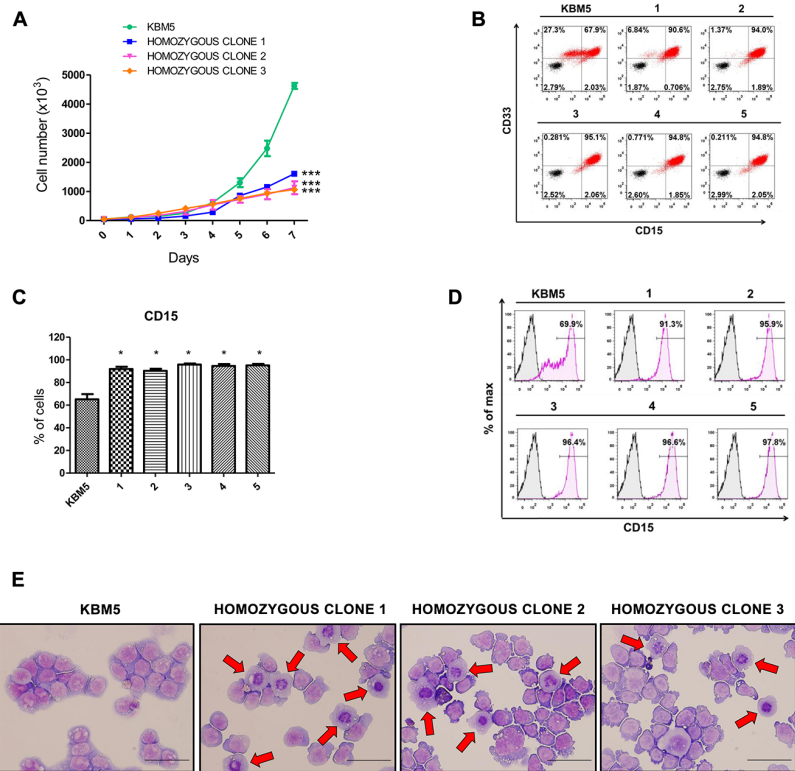 A
KBM5
HOMOZYGOUS CLONE 1
HOMOZYGOUS CLONE 2
HOMOZYGOUS CLONE 3
Cell number (x10³)
5000
4000
3000
2000
1000
0
***
***
***
0 1 2 3 4 5 6 7
Days
B
KBM5 1 2
27.3% 67.9% 6.84% 90.6% 1.37% 94.0%
2.79% 2.03% 1.87% 0.706% 2.75% 1.89%
3 4 5
0.281% 95.1% 0.771% 94.8% 0.211% 94.8%
2.52% 2.06% 2.60% 1.85% 2.99% 2.05%
CD33
CD15
C
CD15
% of cells
120
100
80
60
40
20
0
* * * * *
KBM5 1 2 3 4 5
D
KBM5 1 2
69.9% 91.3% 95.9%
3 4 5
96.4% 96.6% 97.8%
% of max
CD15
E
KBM5 HOMOZYGOUS CLONE 1 HOMOZYGOUS CLONE 2 HOMOZYGOUS CLONE 3